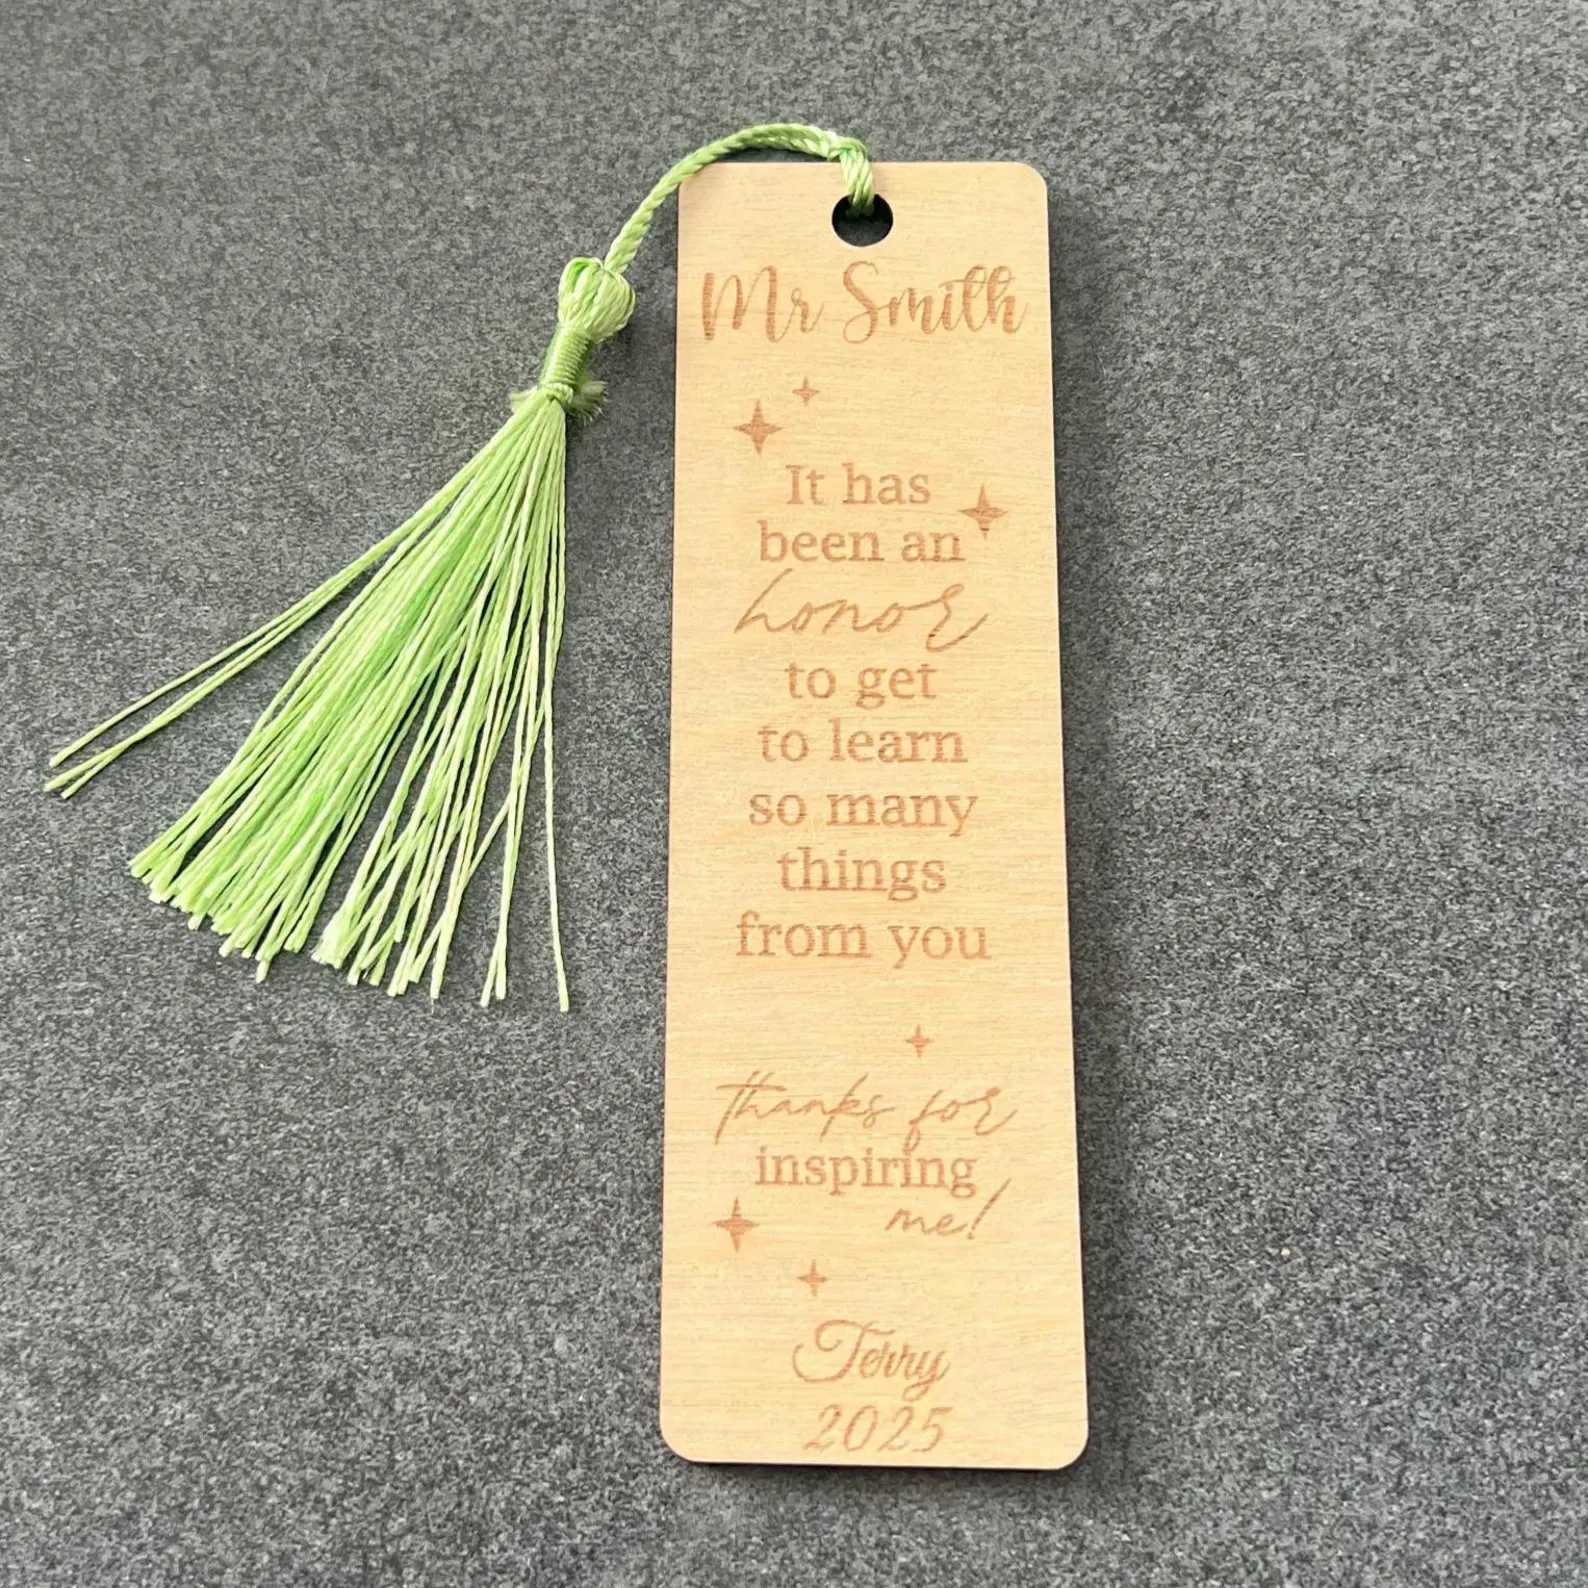 Mr Smith
It has
been an
honor
to get
to learn
so many
things
from you
thanks for
inspiring
me!
Terry
2025